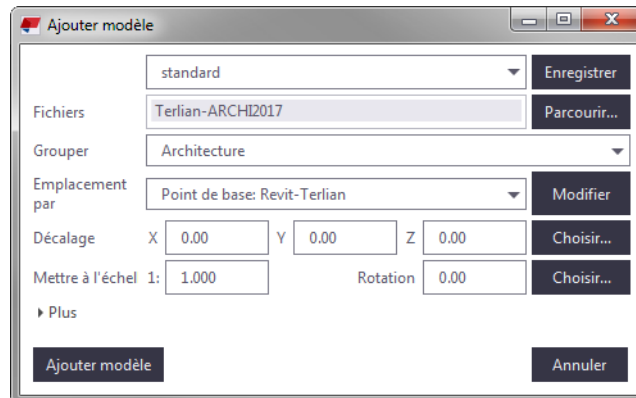 Ajouter modèle
standard Enregistrer
Fichiers Terlian-ARCHI2017 Parcourir...
Grouper Architecture
Emplacement
par Point de base: Revit-Terlian Modifier
Décalage X 0.00 Y 0.00 Z 0.00 Choisir...
Mettre à l'échel 1: 1.000 Rotation 0.00 Choisir...
Plus
Ajouter modèle Annuler